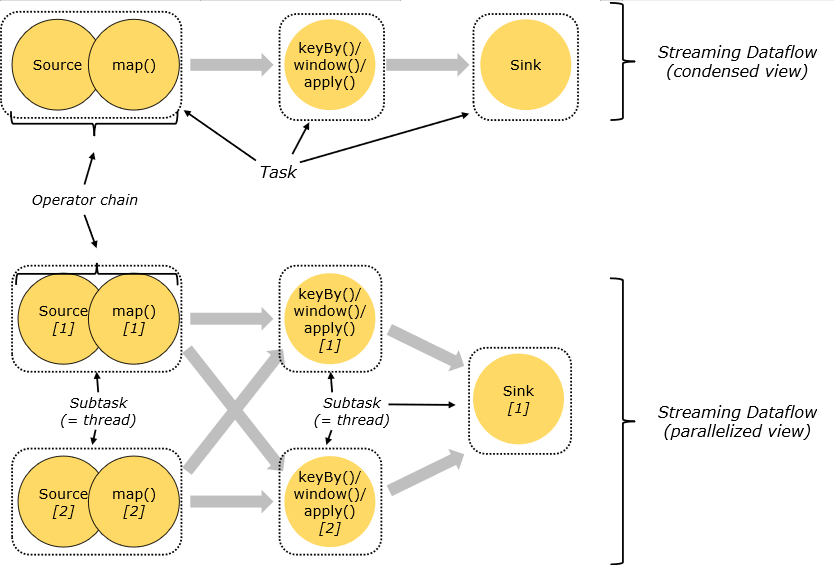 Source
map()
keyBy()/
window()/
apply()
Sink
Streaming Dataflow
(condensed view)
Task
Operator chain
Source
[1]
map()
[1]
keyBy()/
window()/
apply()
[1]
Subtask
(= thread)
Subtask
(= thread)
Sink
[1]
Streaming Dataflow
(parallelized view)
Source
[2]
map()
[2]
keyBy()/
window()/
apply()
[2]